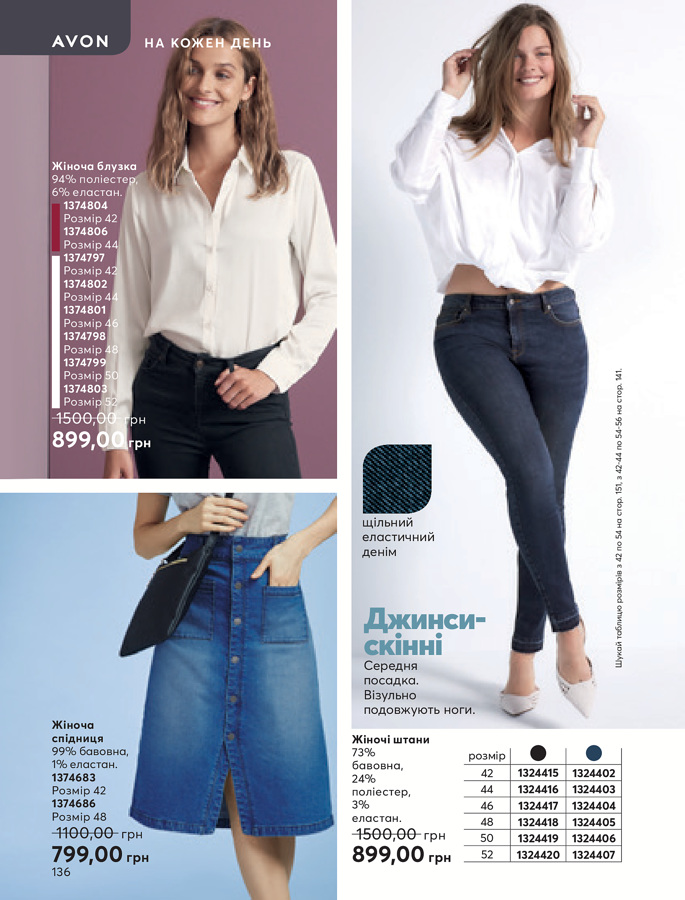 AVON
НА КОЖЕН ДЕНЬ
Жіноча блузка
94% поліестер,
6% еластан.
1374804
Розмір 42
1374806
Розмір 44
1374797
Розмір 42
1374802
Розмір 44
1374801
Розмір 46
1374798
Розмір 48
1374799
Розмір 50
1374803
Розмір 52
1500,00 грн
899,00 грн
щільний
еластичний
денім
Джинси-
скінні
Середня
посадка.
Візуально
подовжують ноги.
Шукай таблицю розмірів з 42 по 54 на стор. 151, з 42-44 по 54-56 на стор. 141.
Жіноча
спідниця
99% бавовна,
1% еластан.
1374683
Розмір 42
1374686
Розмір 48
1100,00 грн
799,00 грн
136
Жіночі штани
73%
бавовна,
24%
поліестер,
3%
еластан.
1500,00 грн
899,00 грн
розмір
42 1324415 1324402
44 1324416 1324403
46 1324417 1324404
48 1324418 1324405
50 1324419 1324406
52 1324420 1324407